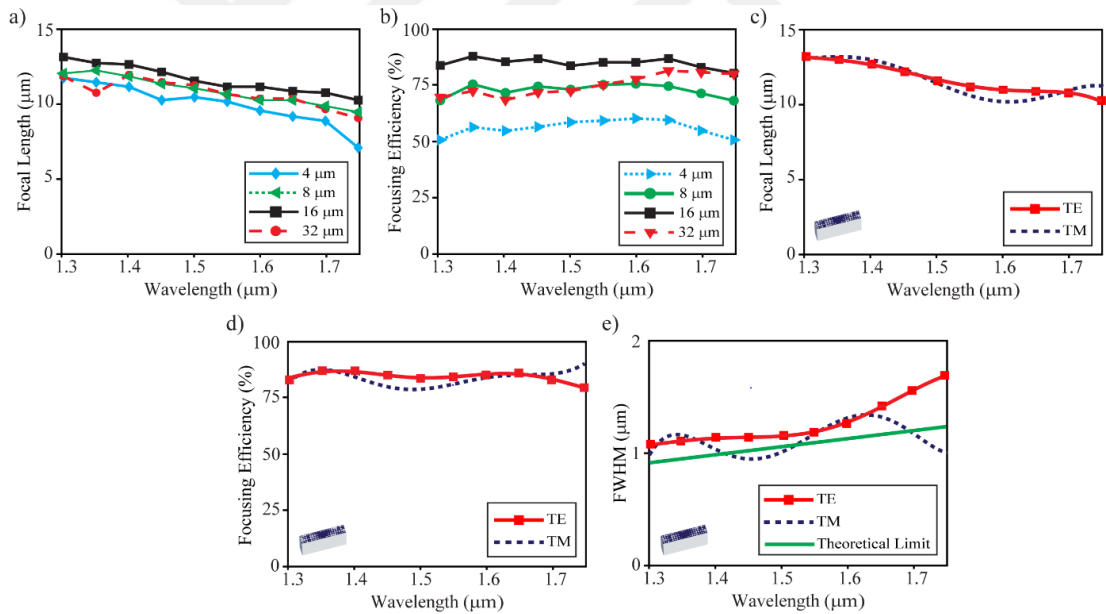 a)
15
10
5
0
Focal Length (μm)
4 μm
8 μm
16 μm
32 μm
1.3 1.4 1.5 1.6 1.7
Wavelength (μm)
b)
100
75
50
25
0
Focusing Efficiency (%)
4 μm
8 μm
16 μm
32 μm
1.3 1.4 1.5 1.6 1.7
Wavelength (μm)
c)
15
10
5
0
Focal Length (μm)
TE
TM
1.3 1.4 1.5 1.6 1.7
Wavelength (μm)
d)
100
75
50
25
0
Focusing Efficiency (%)
TE
TM
1.3 1.4 1.5 1.6 1.7
Wavelength (μm)
e)
2
1
0
FWHM (μm)
TE
TM
Theoretical Limit
1.3 1.4 1.5 1.6 1.7
Wavelength (μm)